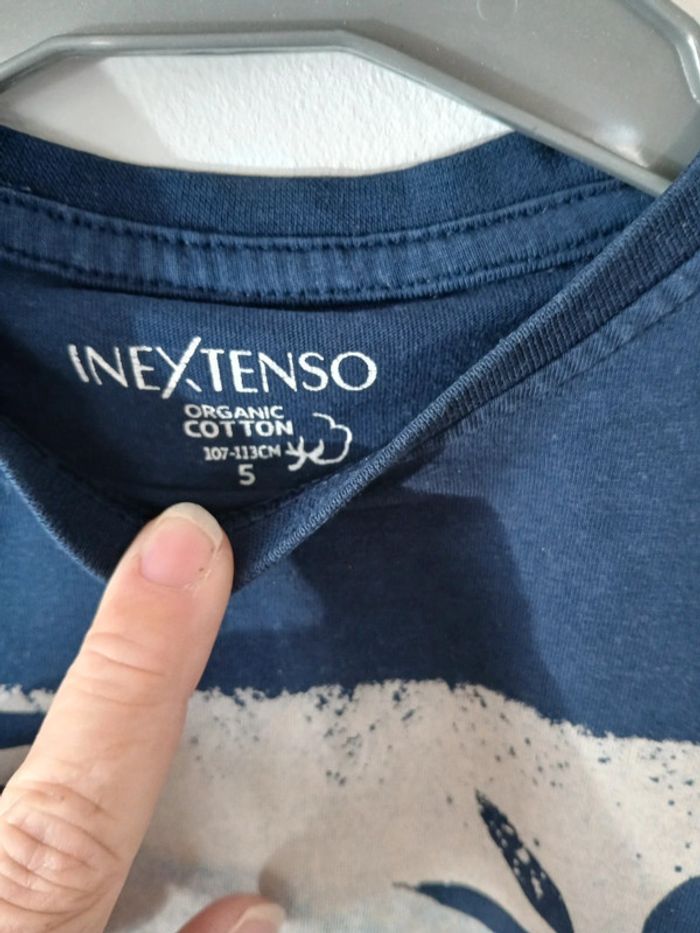 INEXTENSO
ORGANIC
COTTON
107-113CM
5